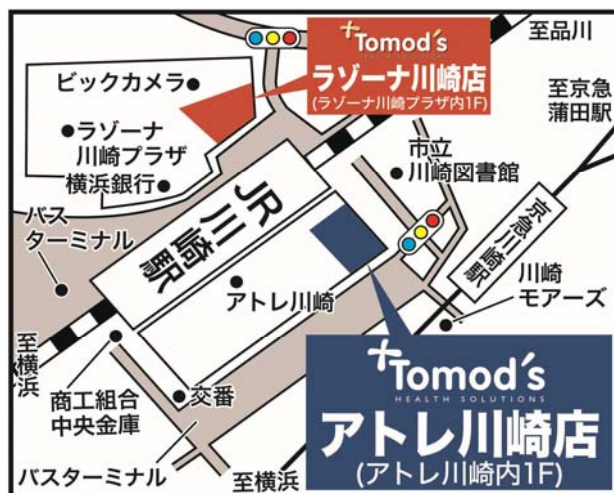 Tomod's
ラゾーナ川崎店
(ラゾーナ川崎プラザ内1F)
至品川
至京急
蒲田駅
ビックカメラ
ラゾーナ
川崎プラザ
横浜銀行
市立
川崎図書館
バス
ターミナル
JR川崎駅
京急川崎駅
アトレ川崎
川崎
モアーズ
至横浜
商工組合
中央金庫
交番
バスターミナル
至横浜
Tomod's
HEALTH SOLUTIONS
アトレ川崎店
(アトレ川崎内1F)